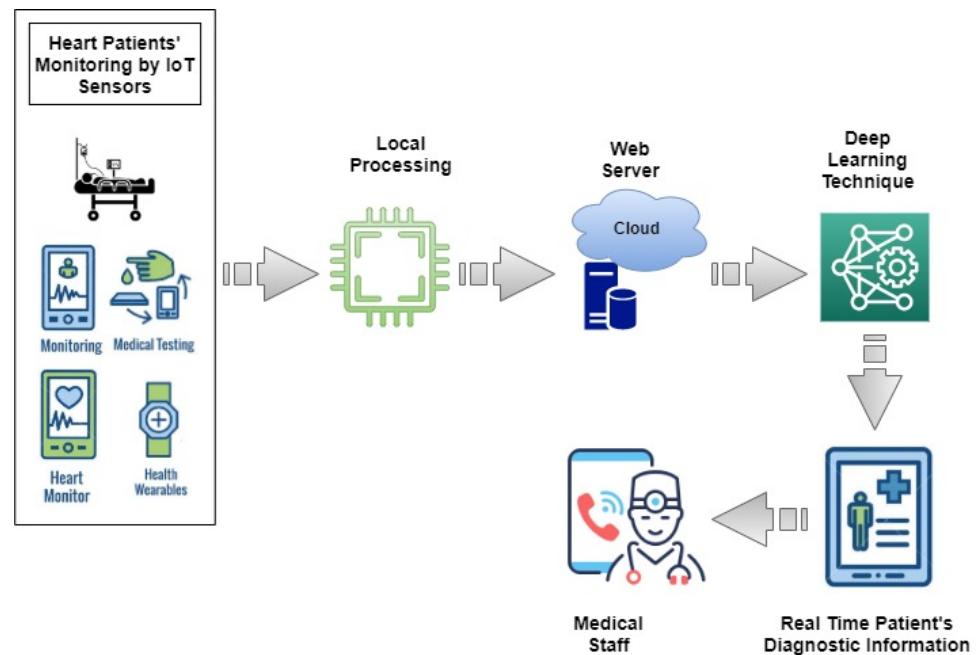 Heart Patients'
Monitoring by IoT
Sensors
Monitoring
Medical Testing
Heart
Monitor
Health
Wearables
Local
Processing
Web
Server
Cloud
Deep
Learning
Technique
Real Time Patient's
Diagnostic Information
Medical
Staff